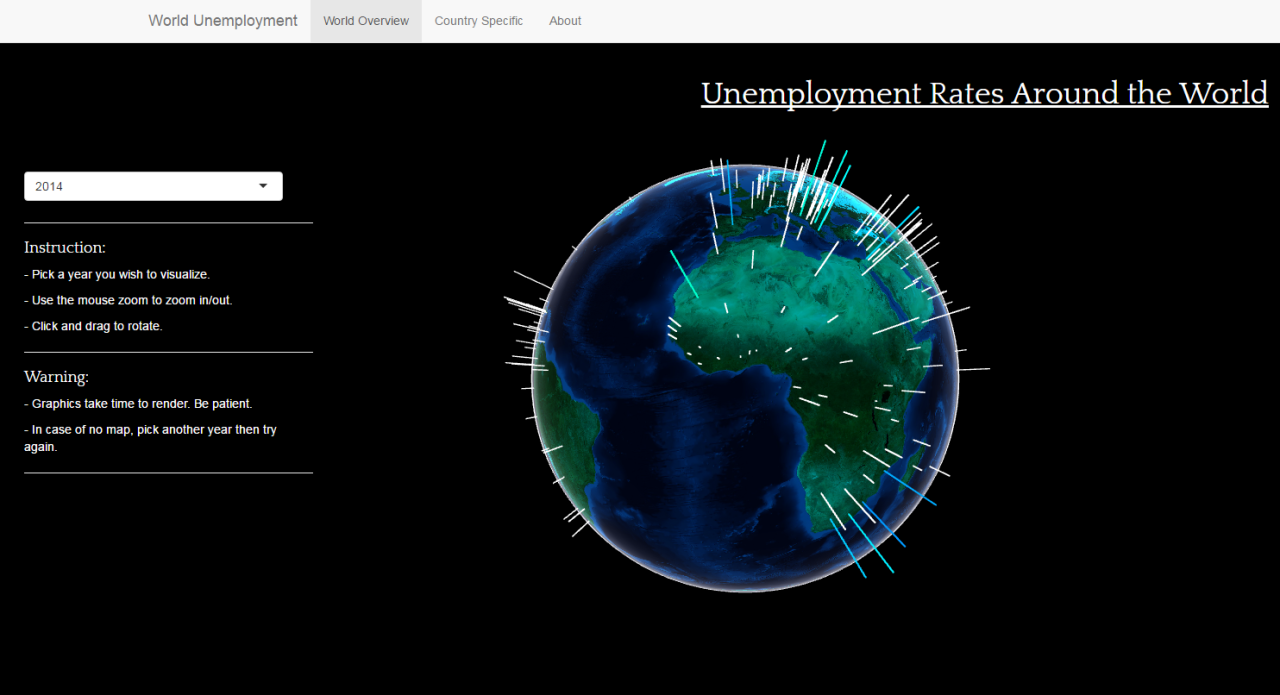 World Unemployment World Overview Country Specific About
Unemployment Rates Around the World
2014
Instruction:
- Pick a year you wish to visualize.
- Use the mouse zoom to zoom in/out.
- Click and drag to rotate.
Warning:
- Graphics take time to render. Be patient.
- In case of no map, pick another year then try
again.